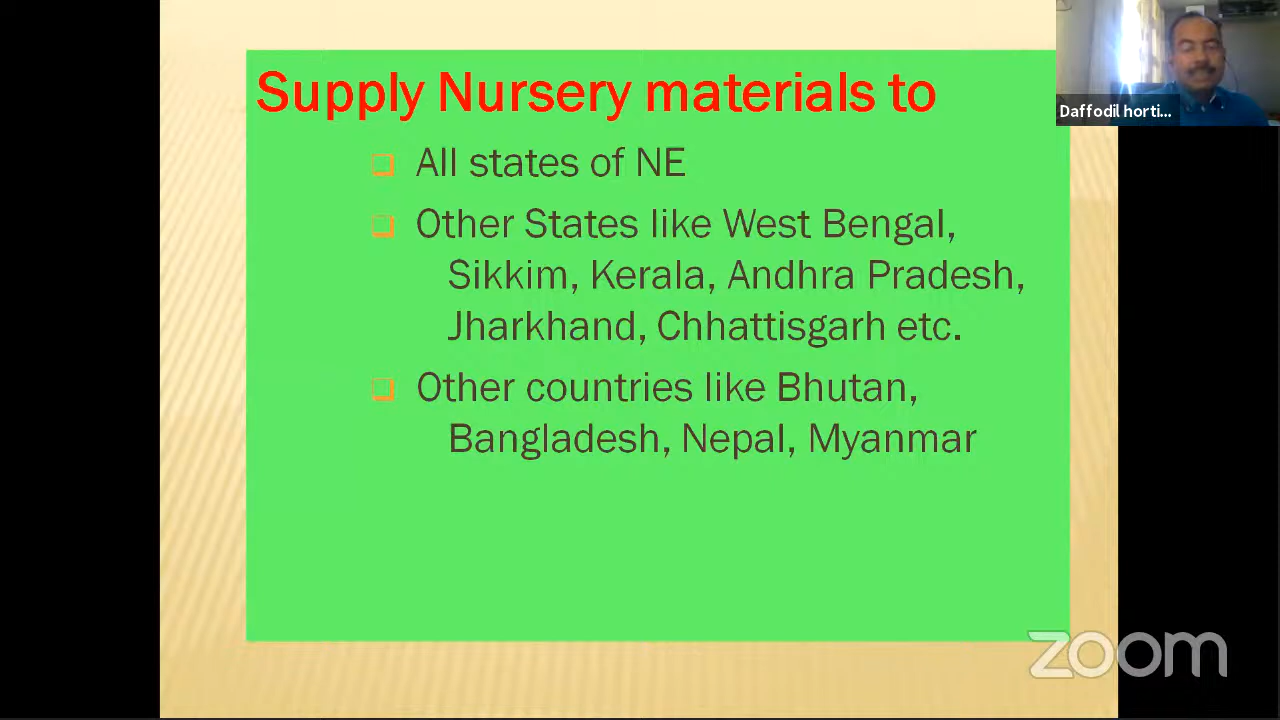 Supply Nursery materials to
Daffodil horti...
❑ All states of NE
❑ Other States like West Bengal,
Sikkim, Kerala, Andhra Pradesh,
Jharkhand, Chhattisgarh etc.
❑ Other countries like Bhutan,
Bangladesh, Nepal, Myanmar
zoom